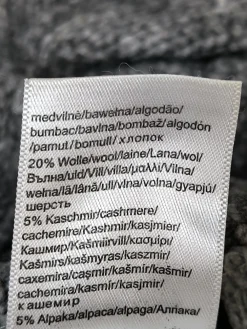 medvilnė/bawełna/algodão/
bumbac/bavlna/bombaž/algodón
/pamut/bomull/хлопок
20% Wolle/wool/laine/Lana/wol/
Вълна/uld/Vill/villa/μαλλί/Vilna/
wełna/lã/lână/ull/vlna/volna/gyapjú/
шерсть
5% Kaschmir/cashmere/
cachemire/Kashmir/kasjmier/
Кашмир/Kašmiirvill/κασμίρι/
Kašmirs/kašmyras/kaszmir/
caxemira/caşmir/kašmír/kašmir/
cachemira/kasmír/kasjmir/
кашемир
5% Alpaka/alpaca/alpaga/Алпака/